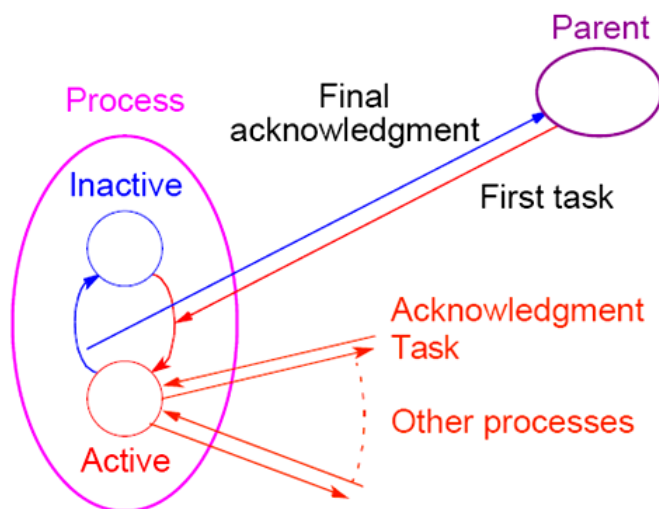 Parent
Process
Final
acknowledgment
Inactive
First task
Acknowledgment
Task
Other processes
Active